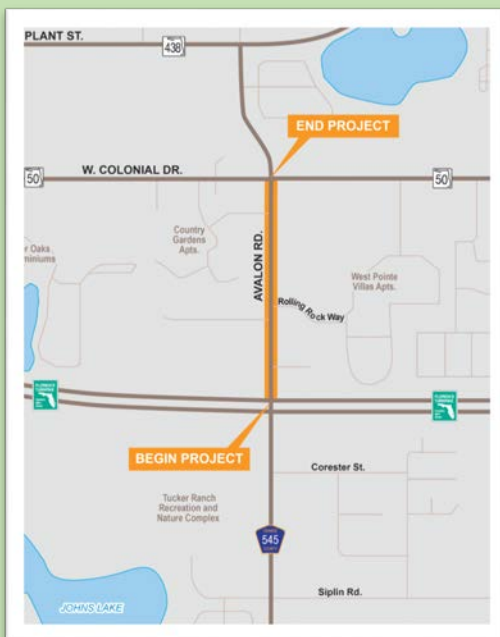 PLANT ST.
438
END PROJECT
50
W. COLONIAL DR.
50
Country
Gardens
Apts.
AVALON RD.
Oaks
West Pointe
Villas Apts.
Rolling Rock Way
BEGIN PROJECT
Corester St.
Tucker Ranch
Recreation and
Nature Complex
545
Siplin Rd.
JOHNS LAKE